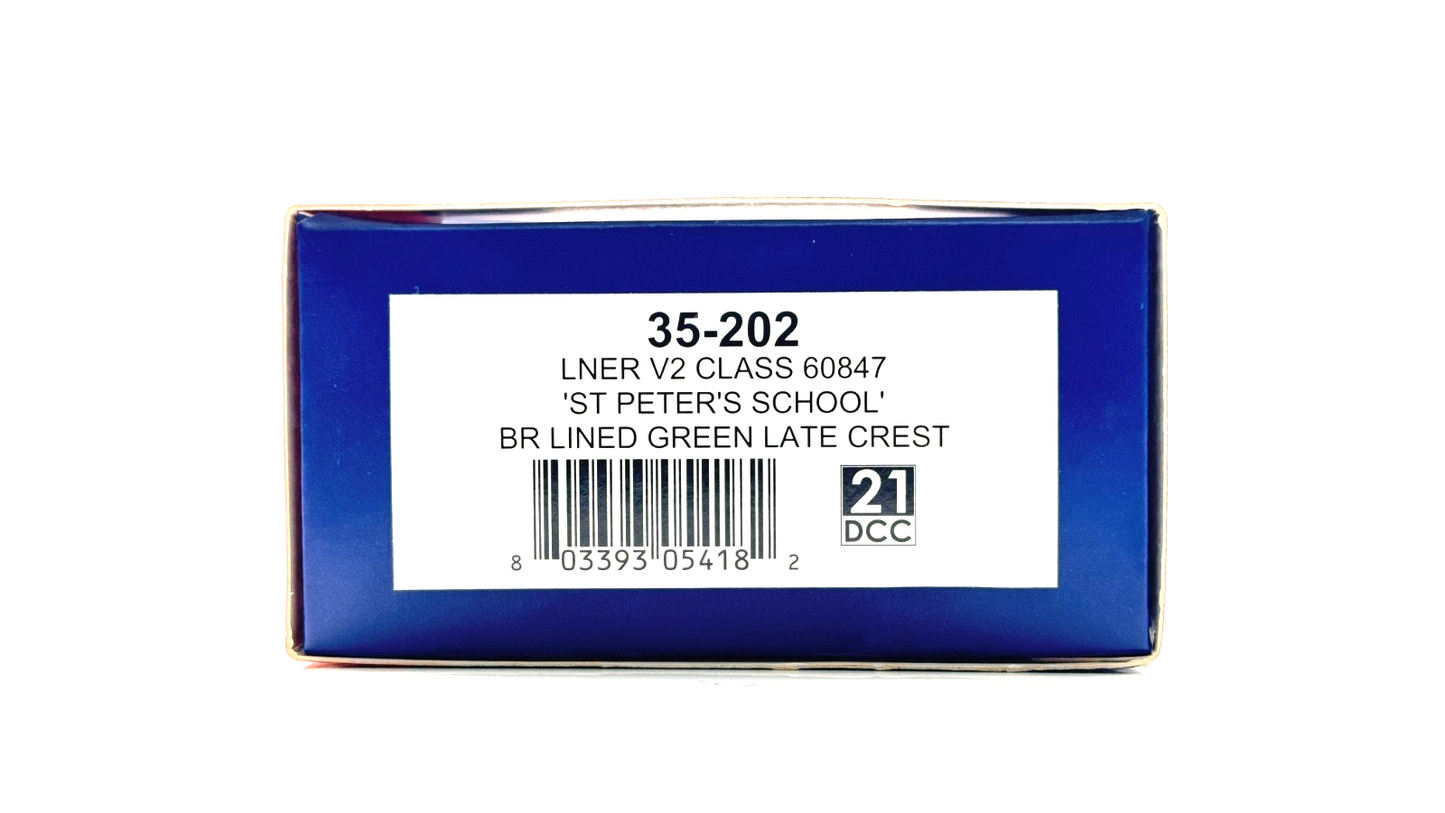 35-202
LNER V2 CLASS 60847
'ST PETER'S SCHOOL'
BR LINED GREEN LATE CREST
21
DCC
8 03393 05418 2